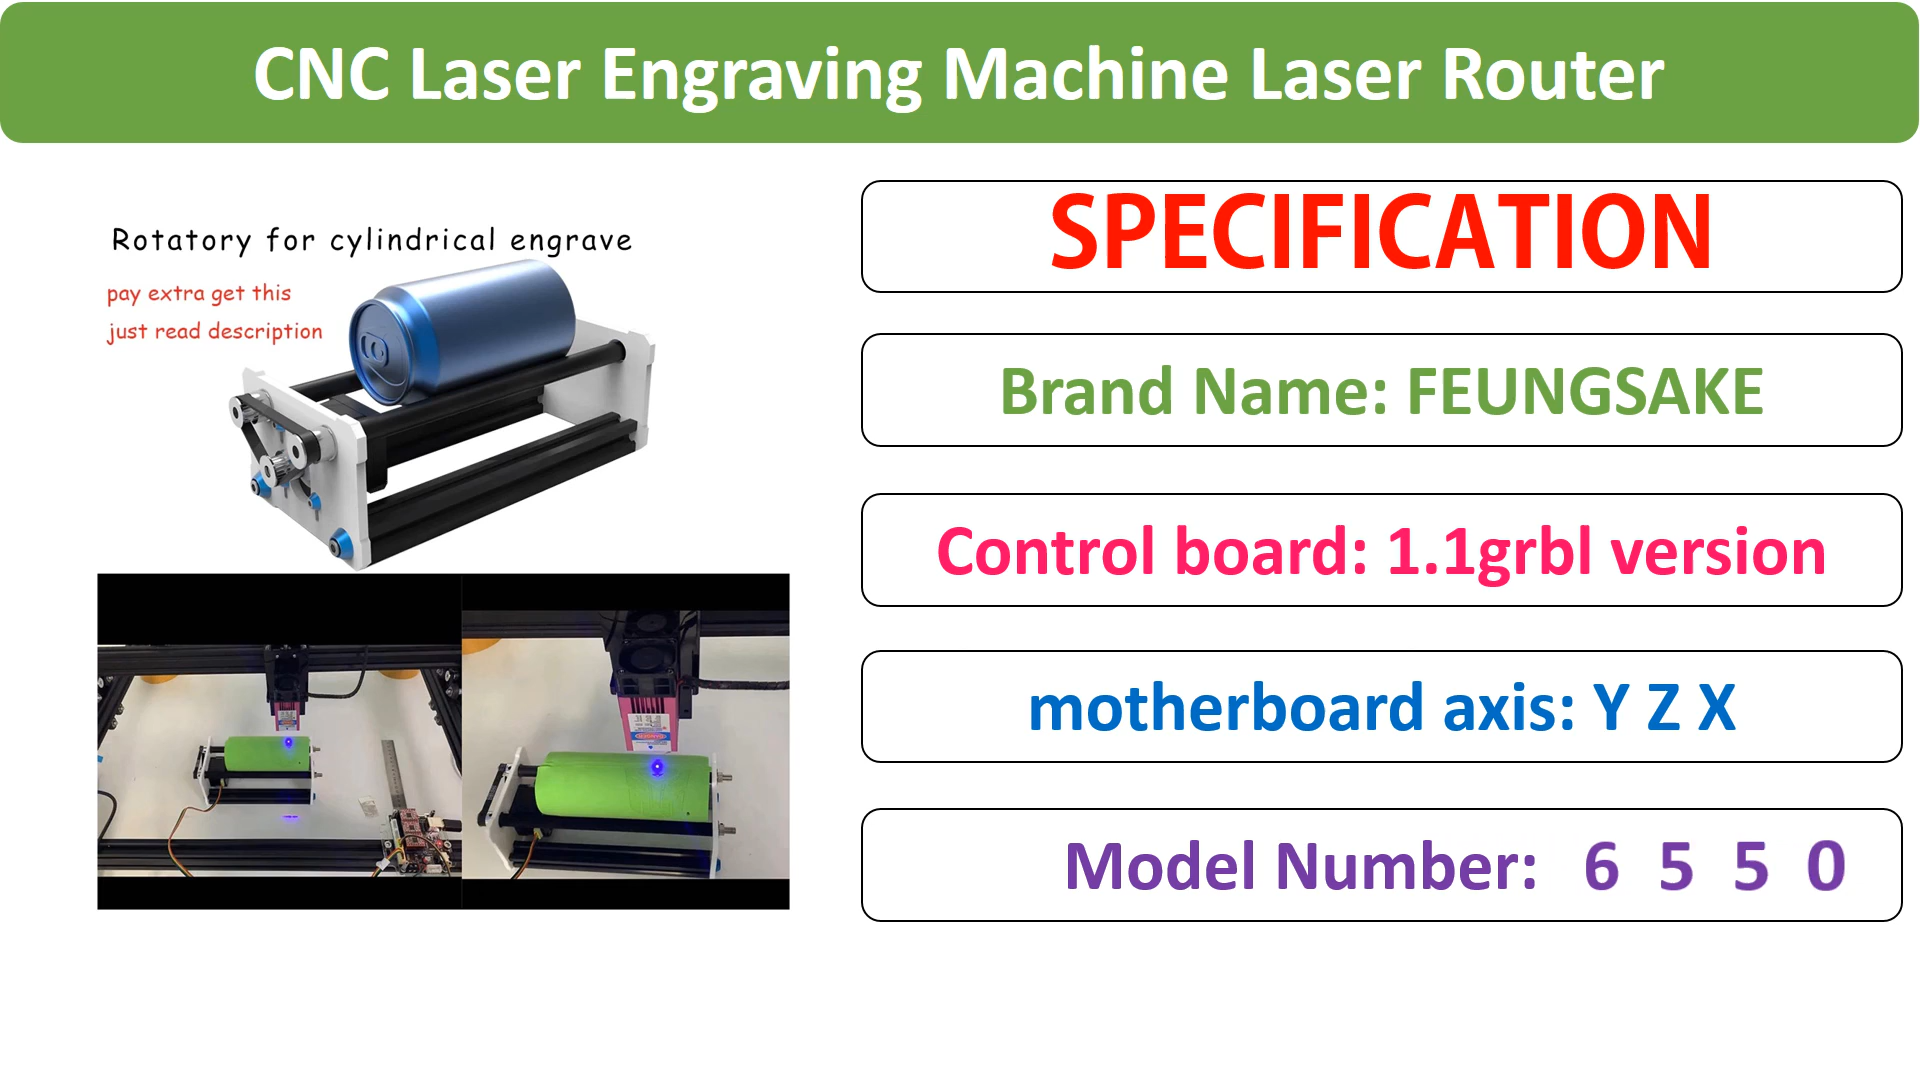 CNC Laser Engraving Machine Laser Router
Rotatory for cylindrical engrave
pay extra get this
just read description
SPECIFICATION
Brand Name: FEUNGSAKE
Control board: 1.1grbl version
motherboard axis: Y Z X
Model Number: 6 5 5 0